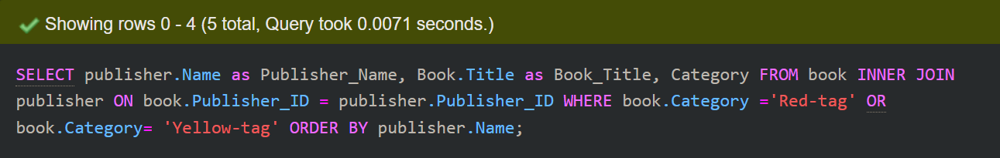 Showing rows 0 - 4 (5 total, Query took 0.0071 seconds.)
SELECT publisher.Name as Publisher_Name, Book.Title as Book_Title, Category FROM book INNER JOIN
publisher ON book.Publisher_ID = publisher.Publisher_ID WHERE book.Category ='Red-tag' OR
book.Category= 'Yellow-tag' ORDER BY publisher.Name;